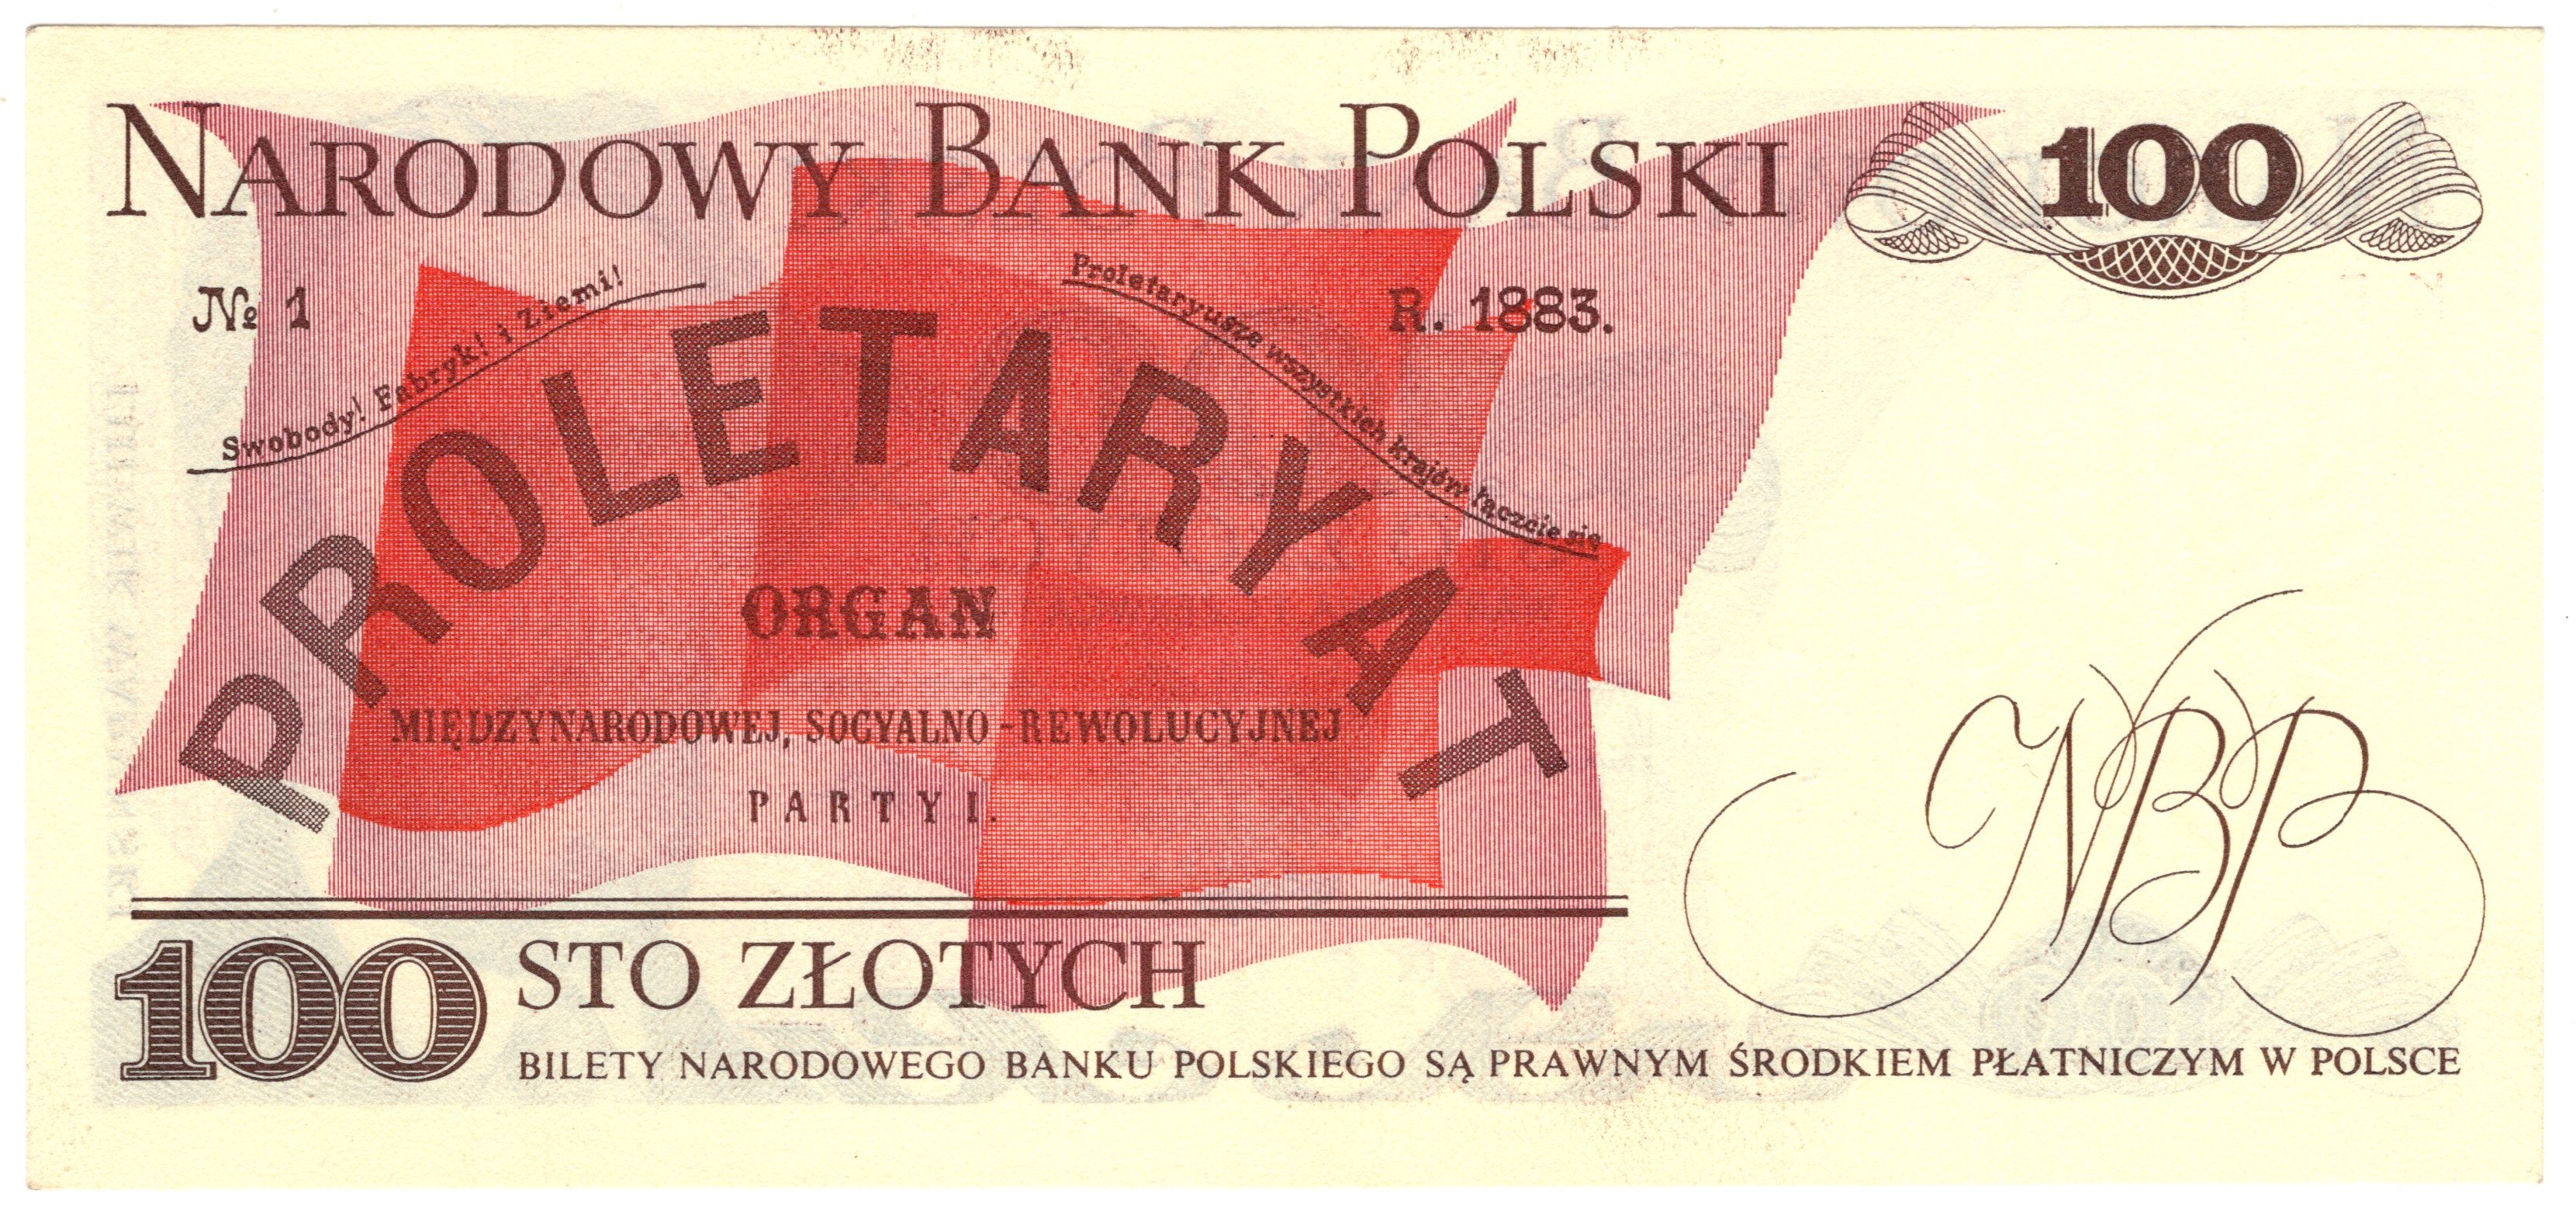 NARODOWY BANK POLSKI
100
№ 1
R. 1883.
Swobody! Fabryk! i Ziemi!
Proletaryusze wszystkich krajów łączcie się
PROLETARYAT
ORGAN
MIĘDZYNARODOWEJ, SOCYALNO-REWOLUCYJNEJ
PARTYI.
NBP
100
STO ZŁOTYCH
BILETY NARODOWEGO BANKU POLSKIEGO SĄ PRAWNYM ŚRODKIEM PŁATNICZYM W POLSCE